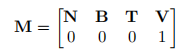 M = [N B T V
0 0 0 1]